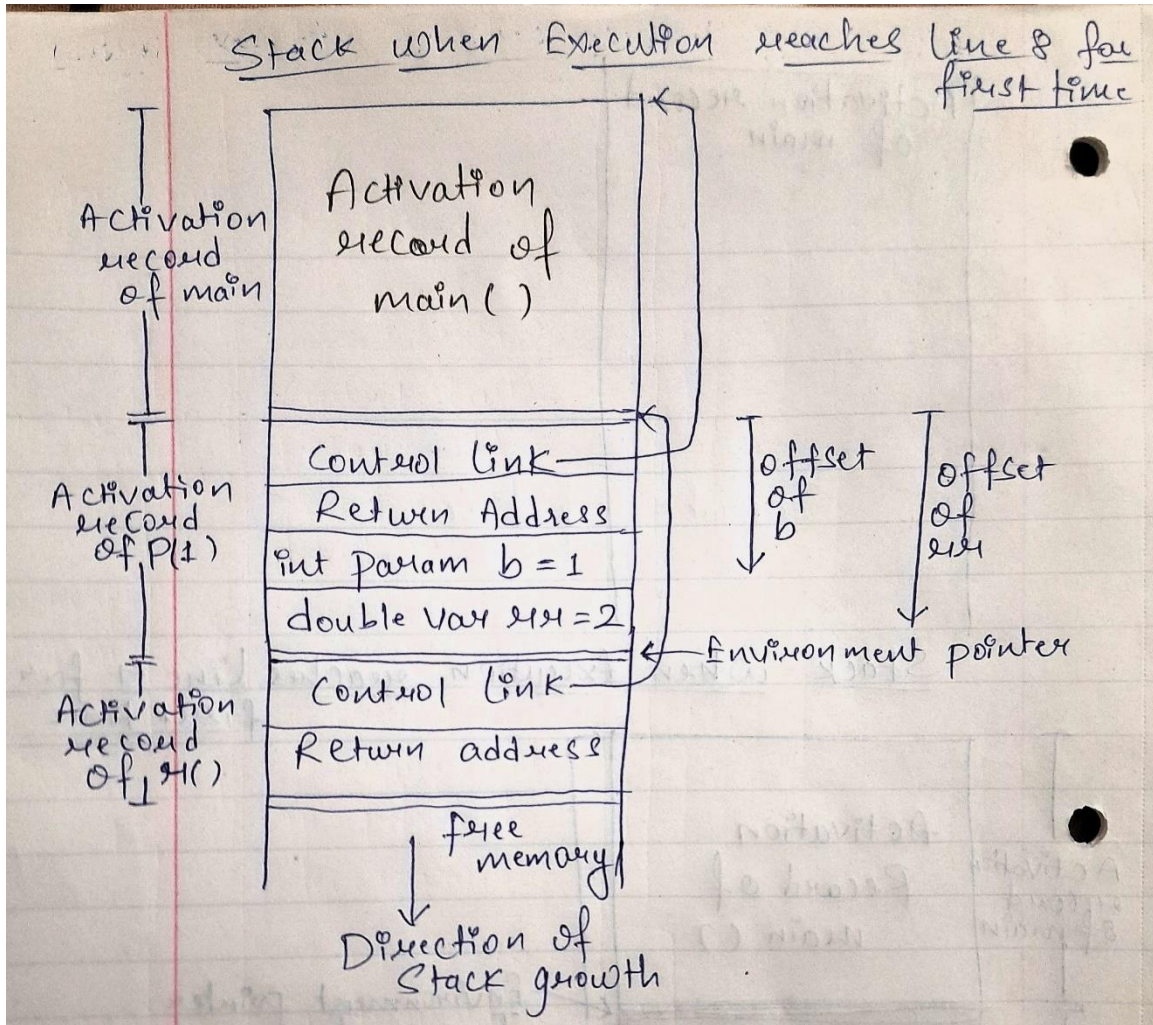 Stack when Execution reaches line 8 for
first time
Activation
record
of main
Activation
record of
main ( )
Control link
Return Address
int param b = 1
double var rr = 2
Activation
record
of P(1)
offset
of
b
offset
of
rr
Environment pointer
Control link
Return address
Activation
record
of r()
free
memory
Direction of
Stack growth